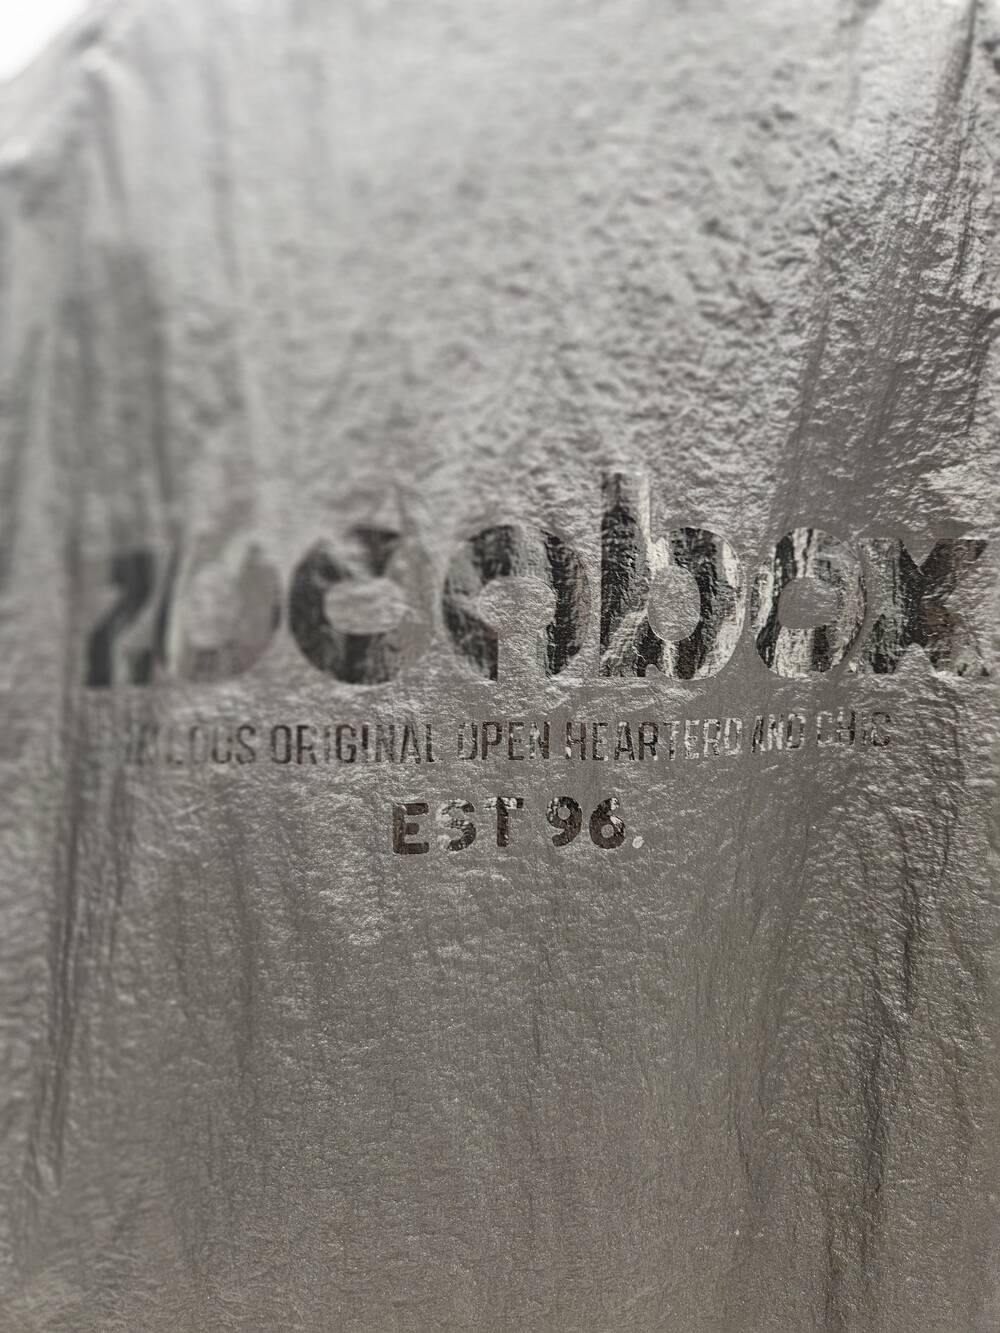 ORIGINAL OPEN HEARTERD AND CHIC
EST 96.